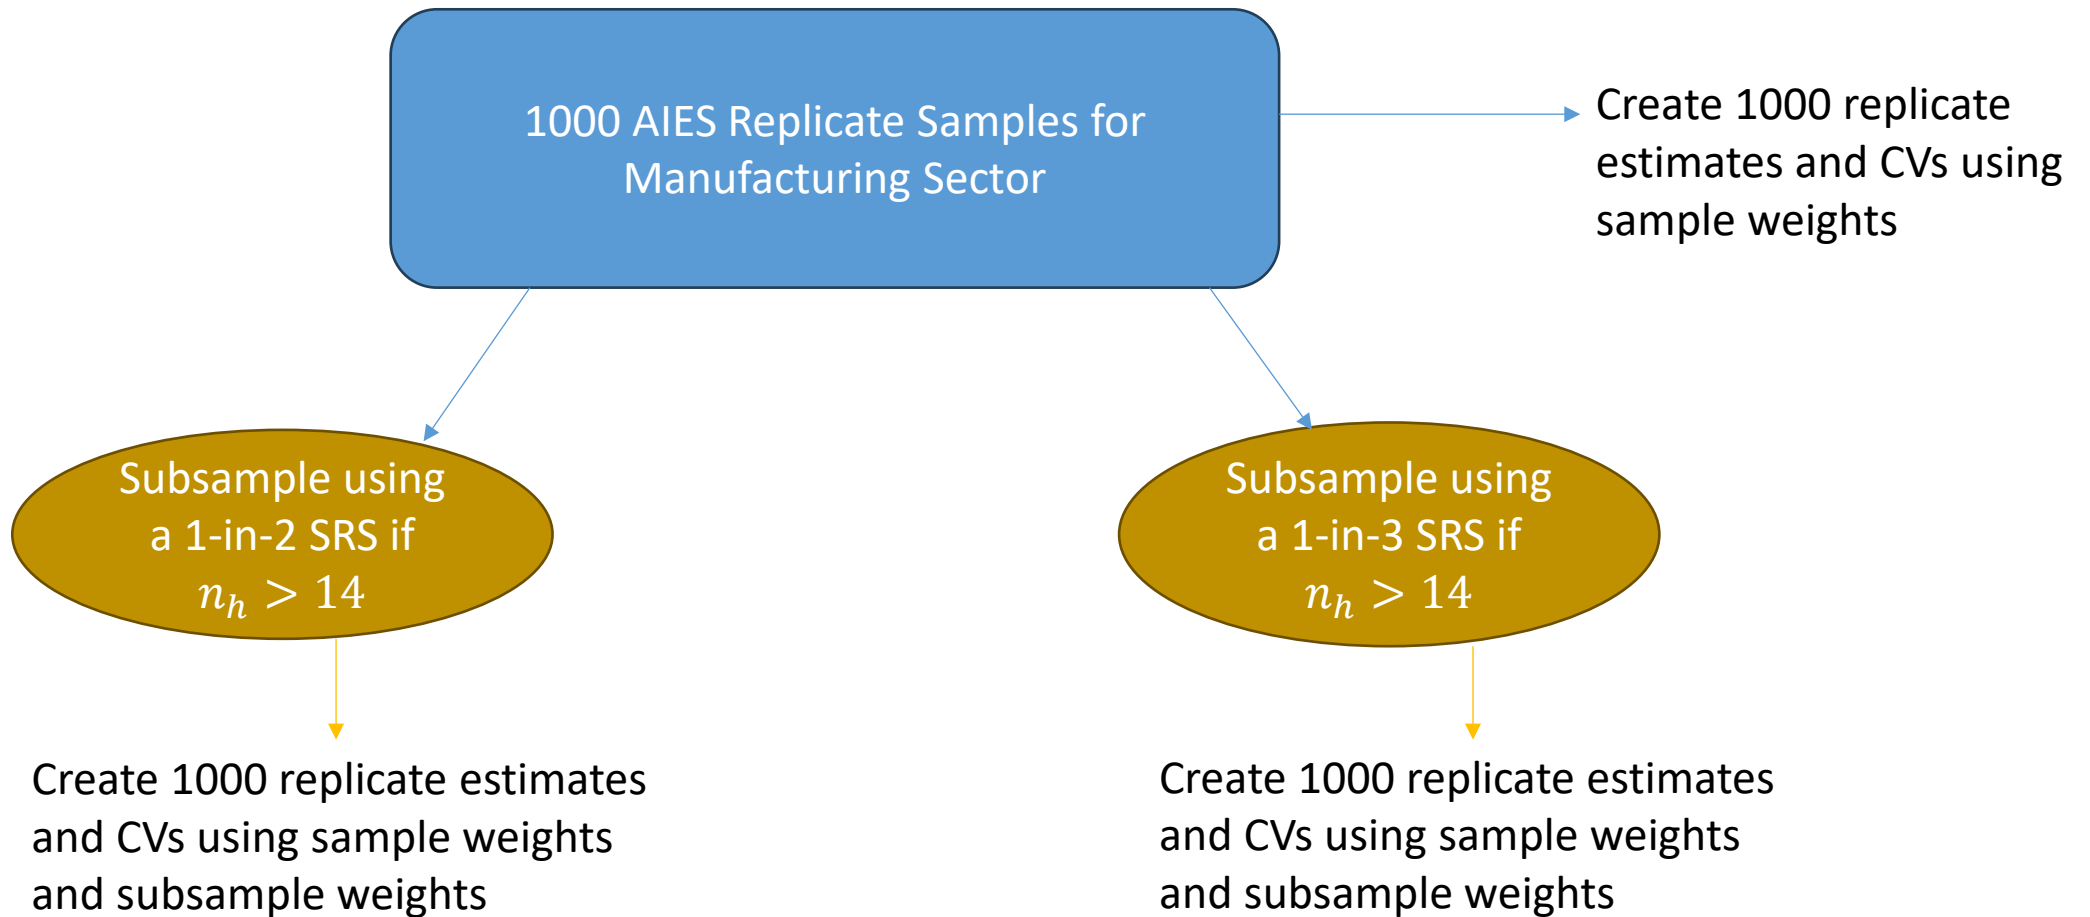 1000 AIES Replicate Samples for
Manufacturing Sector
Create 1000 replicate
estimates and CVs using
sample weights
Subsample using
a 1-in-2 SRS if
$n_h > 14$
Subsample using
a 1-in-3 SRS if
$n_h > 14$
Create 1000 replicate estimates
and CVs using sample weights
and subsample weights
Create 1000 replicate estimates
and CVs using sample weights
and subsample weights